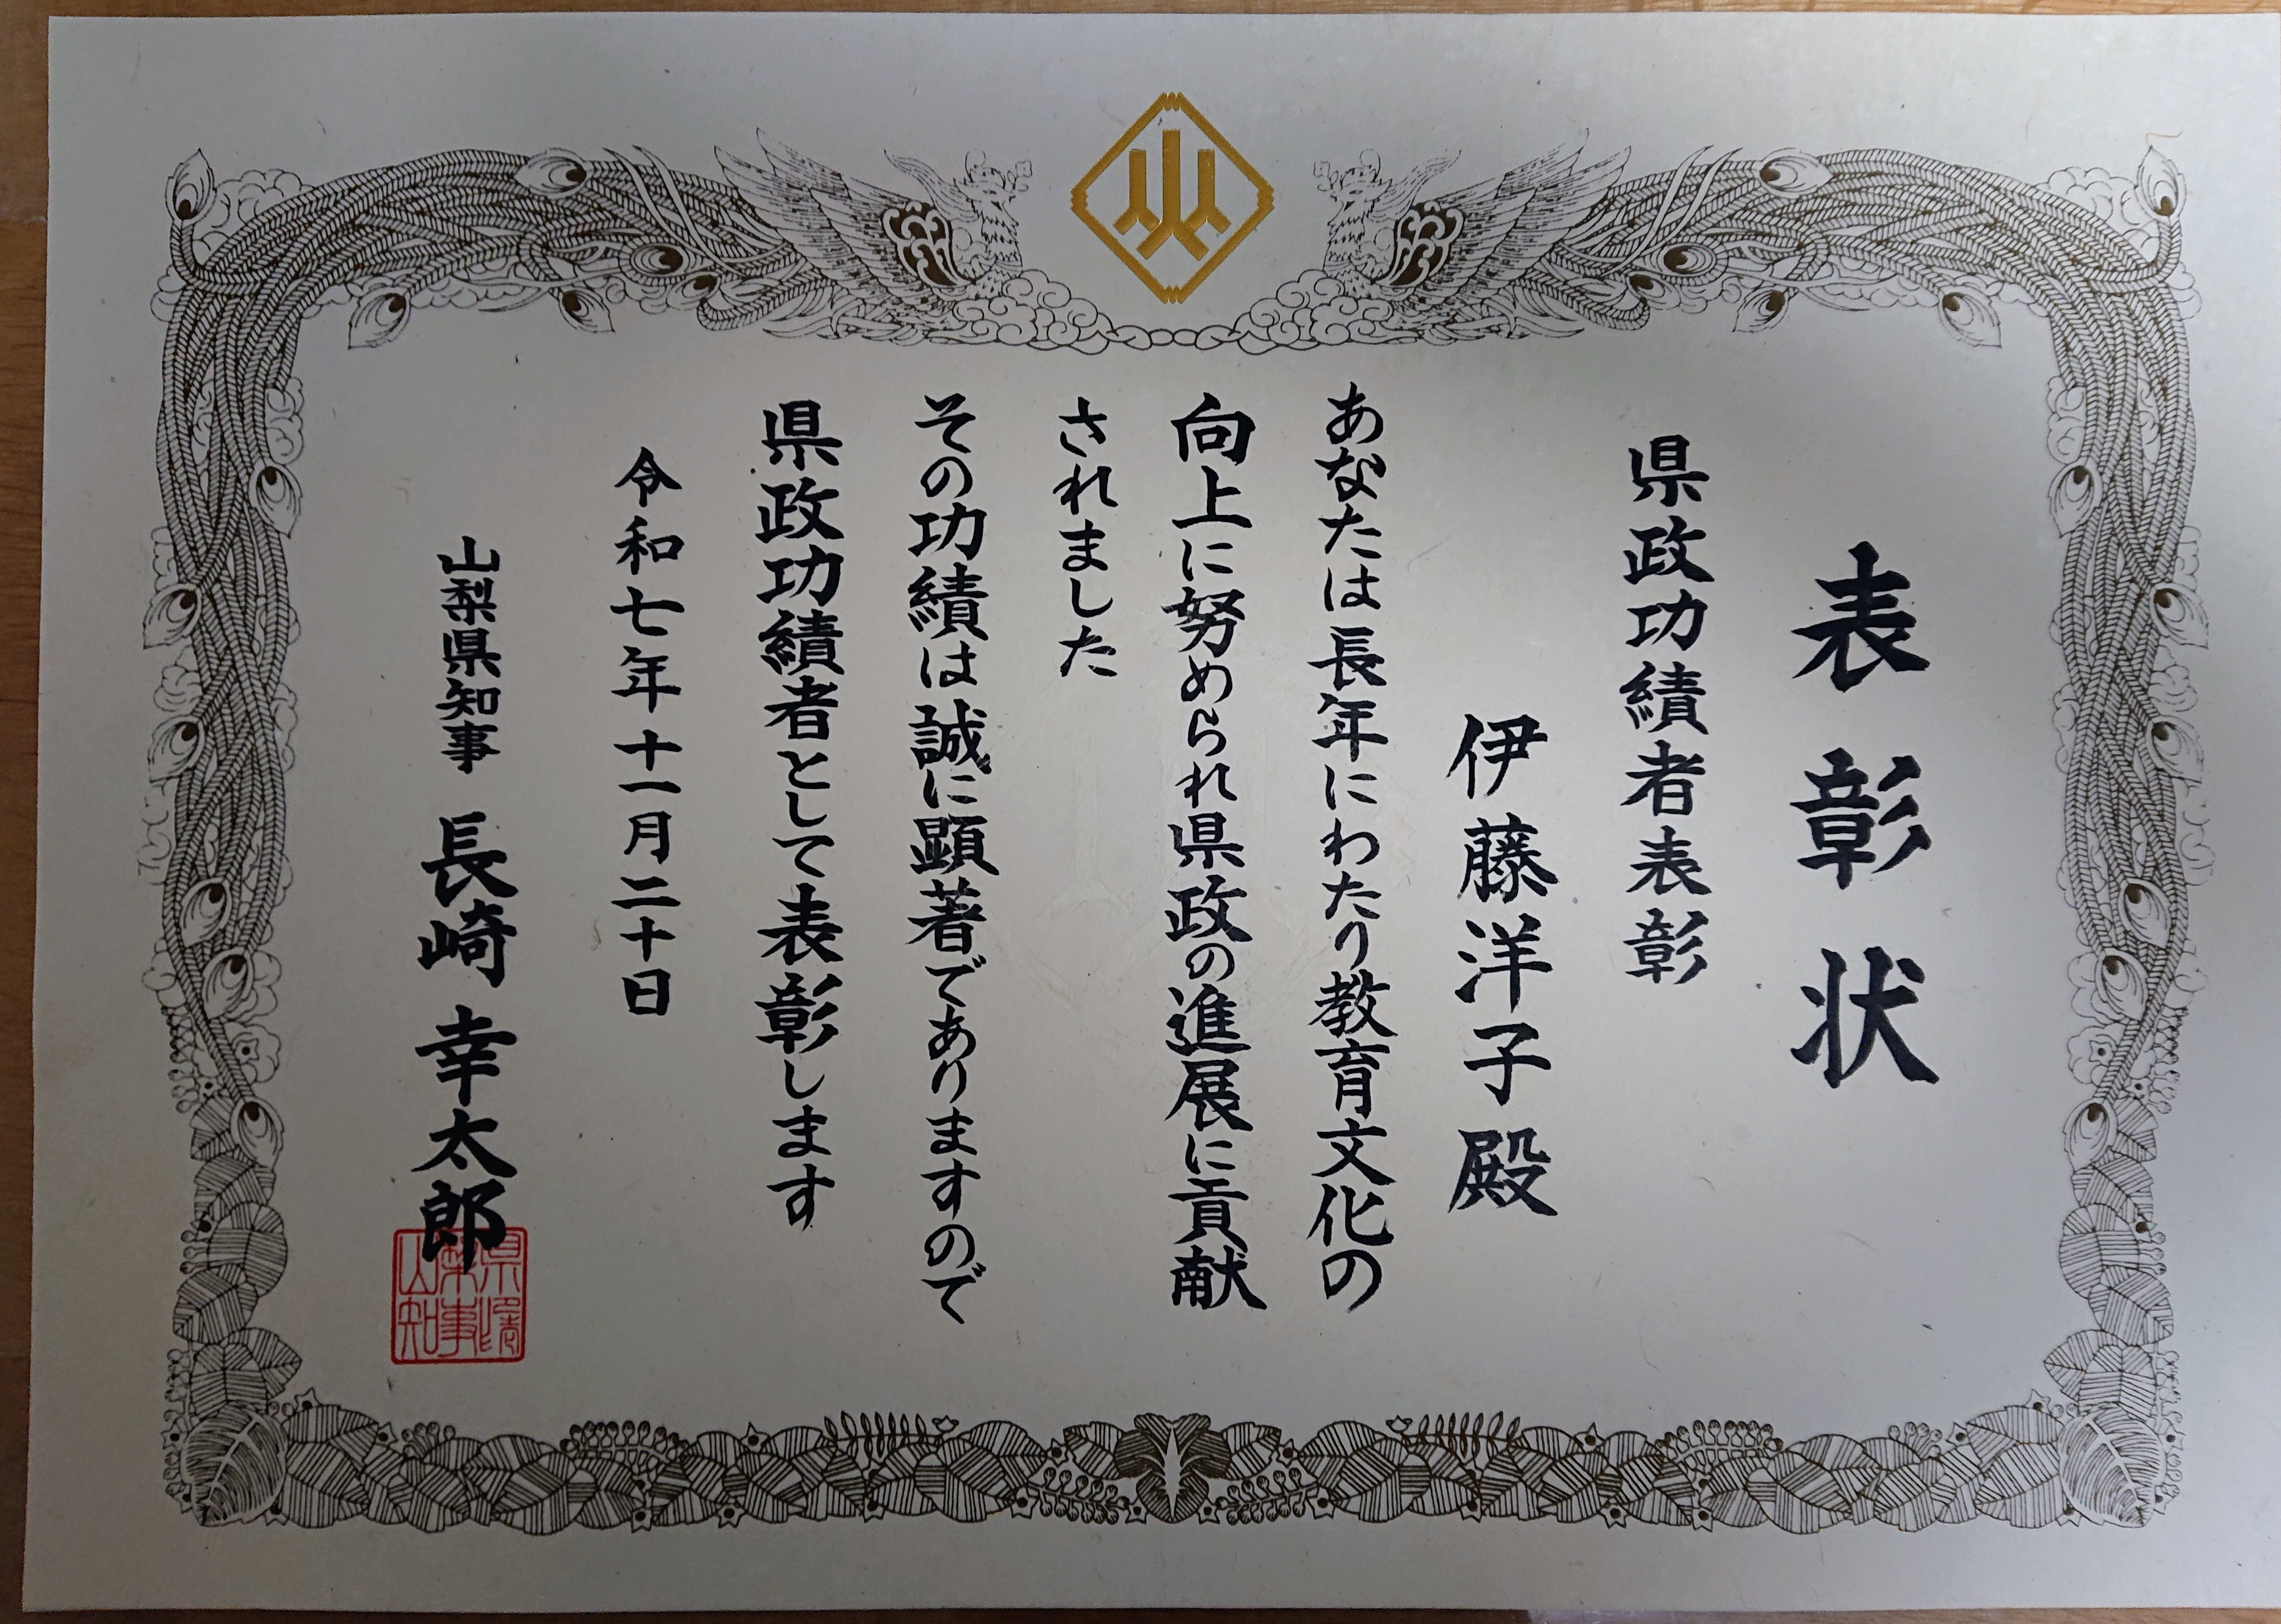 表彰状
県政功績者表彰
伊藤洋子殿
あなたは長年にわたり教育文化の
向上に努められ県政の進展に貢献
されました
その功績は誠に顕著でありますので
県政功績者として表彰します
令和七年十一月二十日
山梨県知事 長崎幸太郎